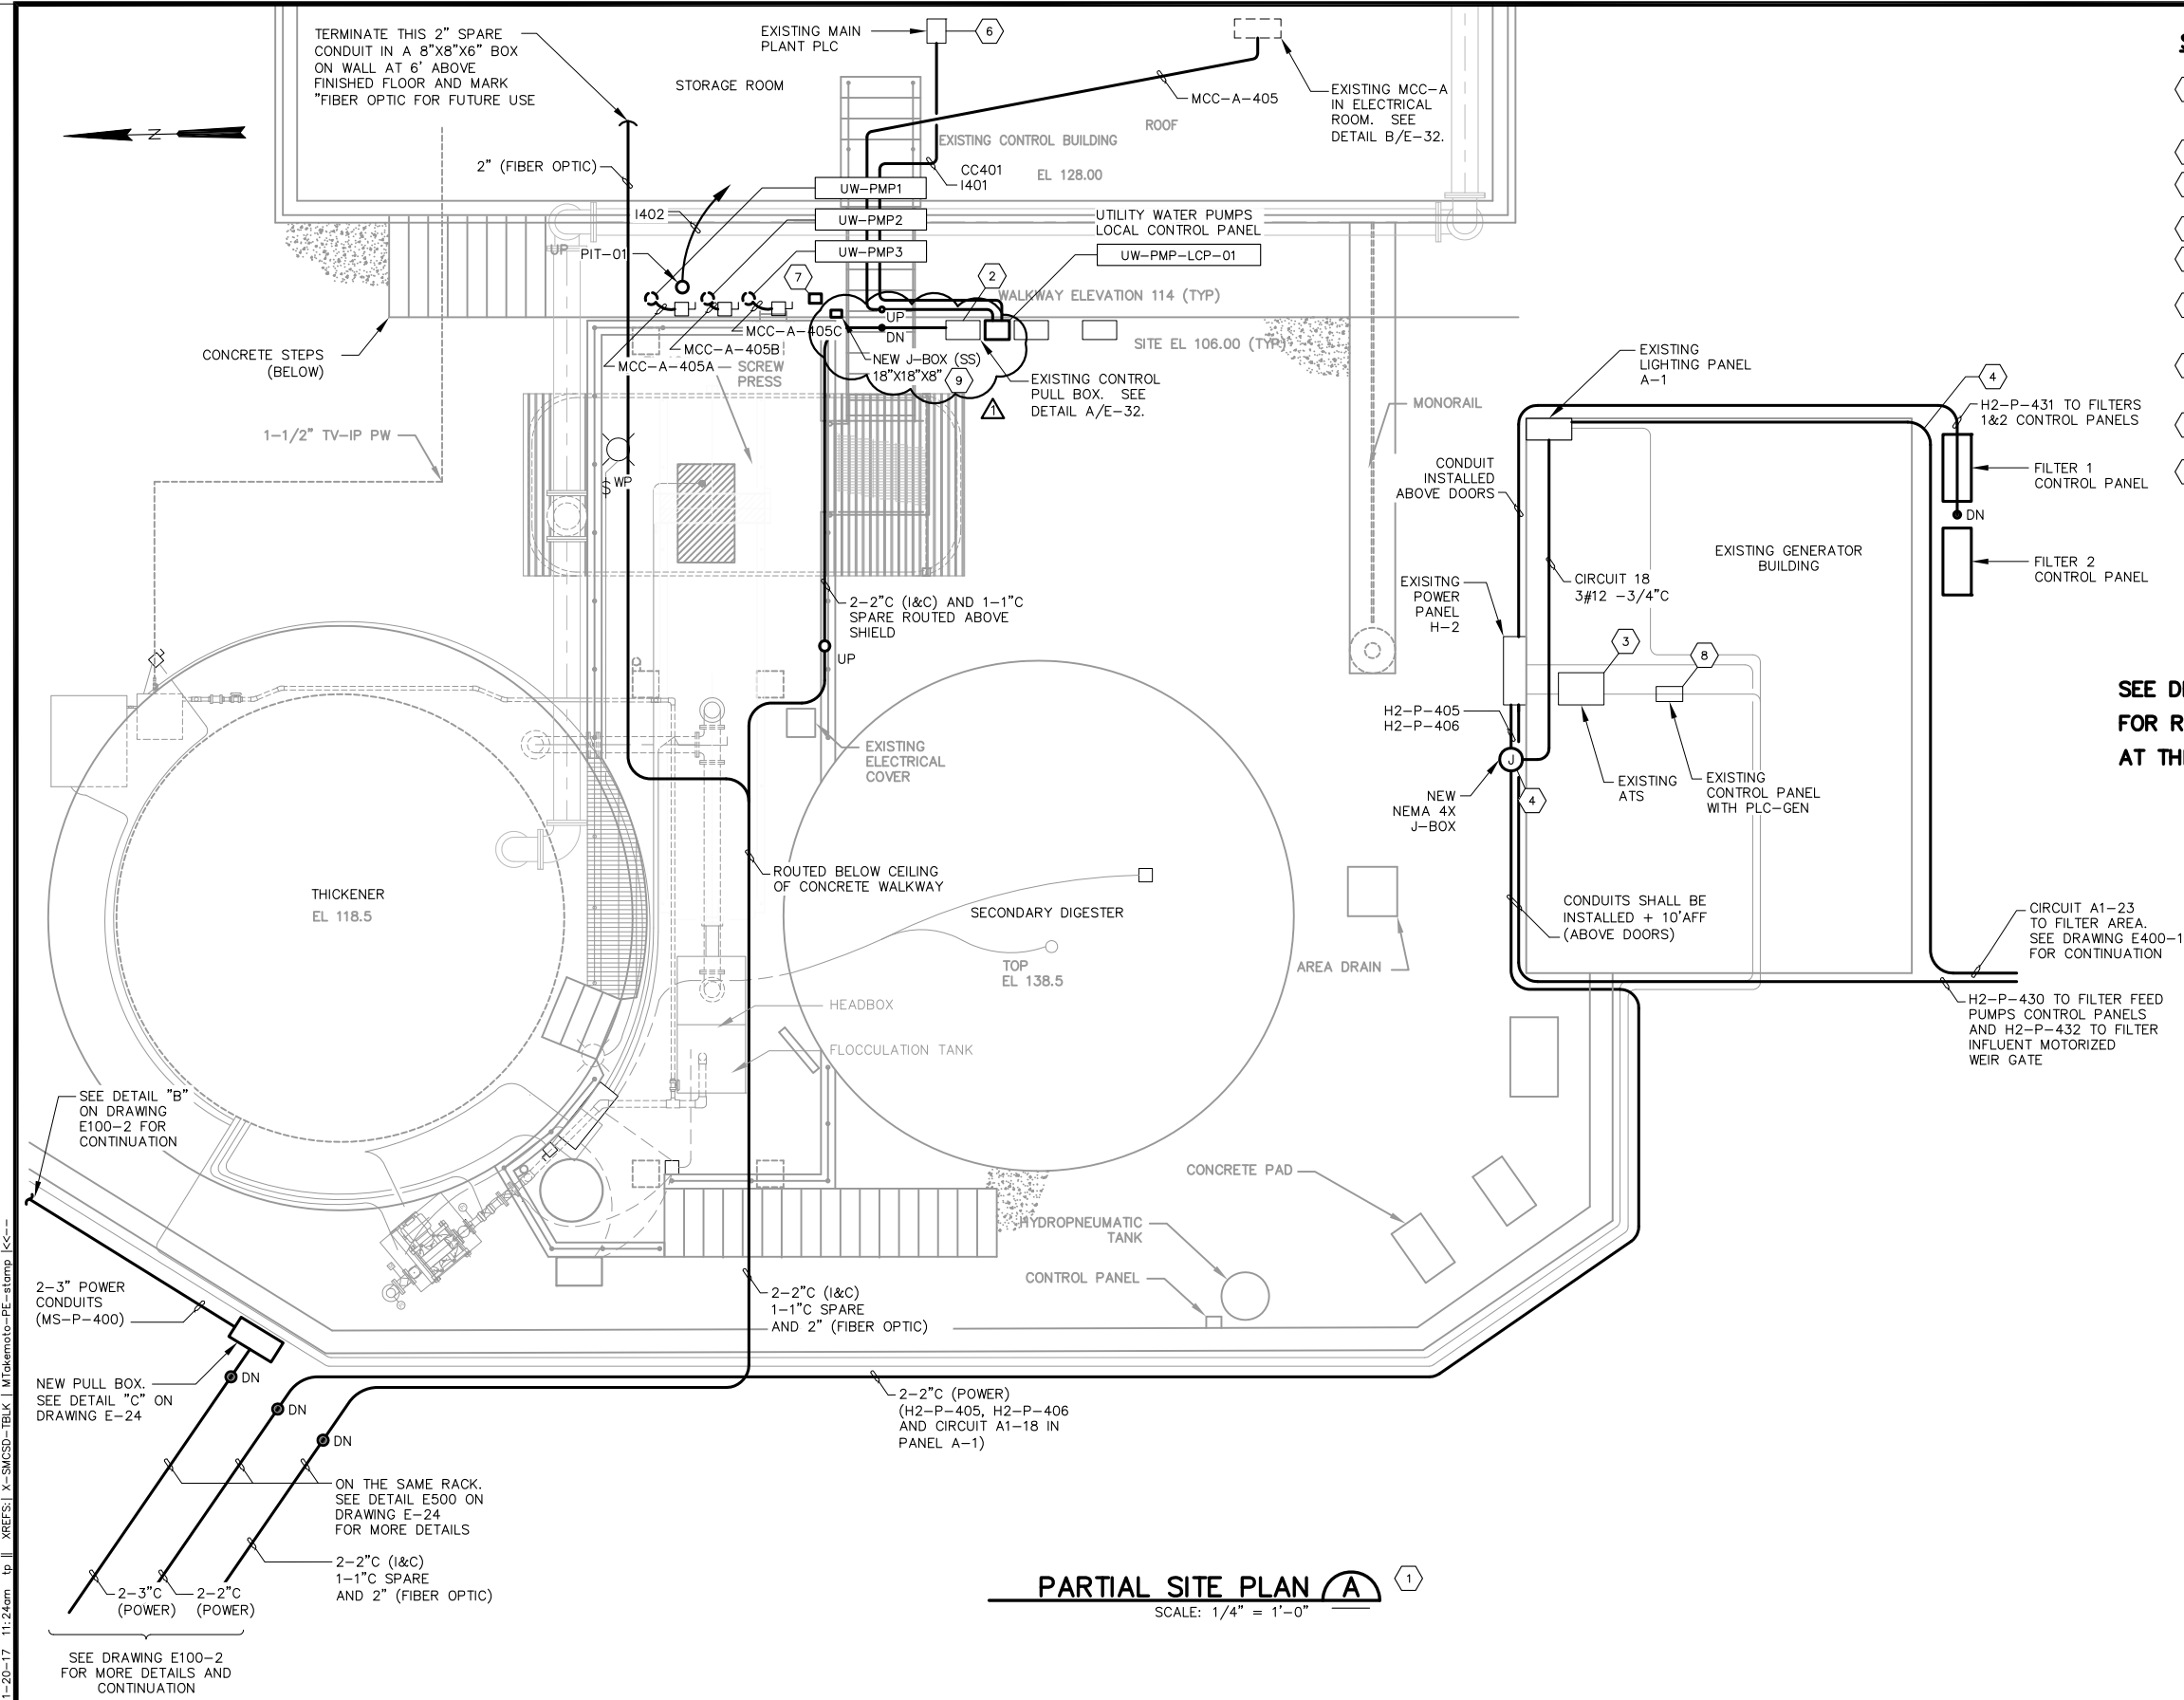 TERMINATE THIS 2" SPARE
CONDUIT IN A 8"X8"X6" BOX
ON WALL AT 6' ABOVE
FINISHED FLOOR AND MARK
"FIBER OPTIC FOR FUTURE USE
EXISTING MAIN
PLANT PLC
6
STORAGE ROOM
MCC-A-405
EXISTING MCC-A
IN ELECTRICAL
ROOM. SEE
DETAIL B/E-32.
N
ROOF
EXISTING CONTROL BUILDING
EL 128.00
2" (FIBER OPTIC)
CC401
I401
UW-PMP1
UW-PMP2
UW-PMP3
I402
UP
PIT-01
UTILITY WATER PUMPS
LOCAL CONTROL PANEL
UW-PMP-LCP-01
7
2
WALKWAY ELEVATION 114 (TYP)
UP
DN
MCC-A-405C
MCC-A-405B
MCC-A-405A
SCREW
PRESS
NEW J-BOX (SS)
18"X18"X8"
9
1
EXISTING CONTROL
PULL BOX. SEE
DETAIL A/E-32.
SITE EL 106.00 (TYP)
CONCRETE STEPS
(BELOW)
1-1/2" TV-IP PW
$ WP
MONORAIL
EXISTING
LIGHTING PANEL
A-1
4
H2-P-431 TO FILTERS
1&2 CONTROL PANELS
CONDUIT
INSTALLED
ABOVE DOORS
FILTER 1
CONTROL PANEL
DN
FILTER 2
CONTROL PANEL
EXISTING GENERATOR
BUILDING
CIRCUIT 18
3#12 -3/4"C
EXISITNG
POWER
PANEL
H-2
3
8
2-2"C (I&C) AND 1-1"C
SPARE ROUTED ABOVE
SHIELD
UP
H2-P-405
H2-P-406
J
NEW
NEMA 4X
J-BOX
4
EXISTING
ATS
EXISTING
CONTROL PANEL
WITH PLC-GEN
SEE D
FOR R
AT TH
EXISTING
ELECTRICAL
COVER
ROUTED BELOW CEILING
OF CONCRETE WALKWAY
THICKENER
EL 118.5
SECONDARY DIGESTER
TOP
EL 138.5
AREA DRAIN
CONDUITS SHALL BE
INSTALLED + 10'AFF
(ABOVE DOORS)
CIRCUIT A1-23
TO FILTER AREA.
SEE DRAWING E400-1
FOR CONTINUATION
H2-P-430 TO FILTER FEED
PUMPS CONTROL PANELS
AND H2-P-432 TO FILTER
INFLUENT MOTORIZED
WEIR GATE
HEADBOX
FLOCCULATION TANK
SEE DETAIL "B"
ON DRAWING
E100-2 FOR
CONTINUATION
CONCRETE PAD
HYDROPNEUMATIC
TANK
CONTROL PANEL
2-3" POWER
CONDUITS
(MS-P-400)
2-2"C (I&C)
1-1"C SPARE
AND 2" (FIBER OPTIC)
NEW PULL BOX.
SEE DETAIL "C" ON
DRAWING E-24
DN
DN
DN
2-2"C (POWER)
(H2-P-405, H2-P-406
AND CIRCUIT A1-18 IN
PANEL A-1)
ON THE SAME RACK.
SEE DETAIL E500 ON
DRAWING E-24
FOR MORE DETAILS
2-2"C (I&C)
1-1"C SPARE
AND 2" (FIBER OPTIC)
2-3"C
(POWER)
2-2"C
(POWER)
SEE DRAWING E100-2
FOR MORE DETAILS AND
CONTINUATION
PARTIAL SITE PLAN A
1
SCALE: 1/4" = 1'-0"
1-20-17 11:24am tp || XREFS:| X-SMCSD-TBLK | MTakemoto-PE-stamp |<<--